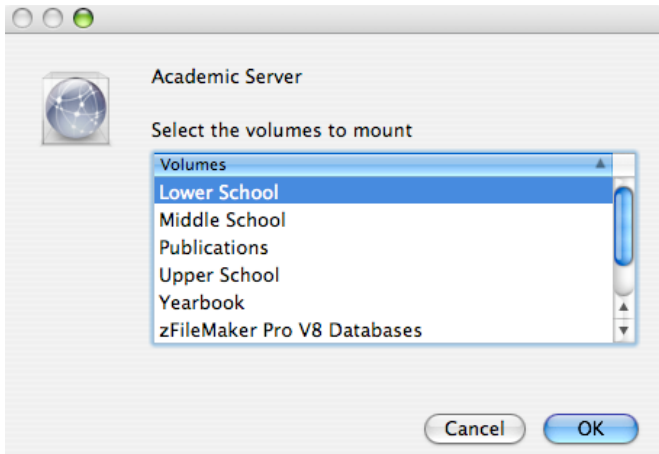 Academic Server
Select the volumes to mount
Volumes
Lower School
Middle School
Publications
Upper School
Yearbook
zFileMaker Pro V8 Databases
Cancel OK